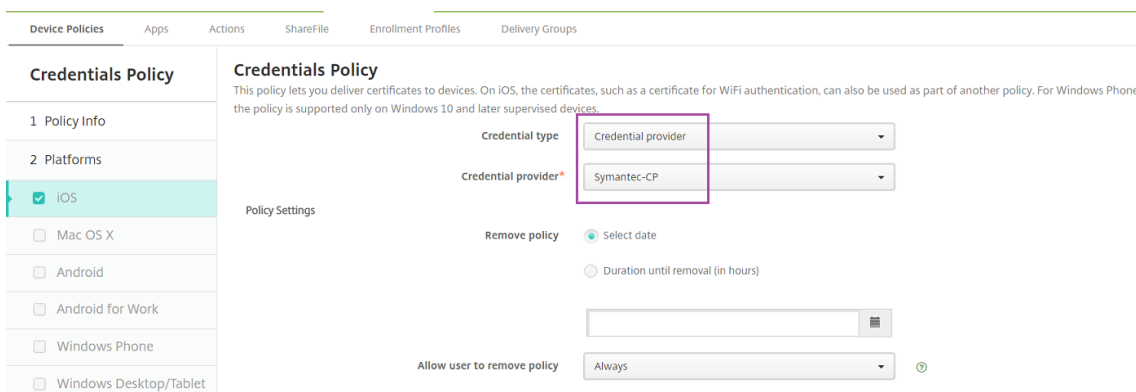 Device Policies Apps Actions ShareFile Enrollment Profiles Delivery Groups
Credentials Policy
1 Policy Info
2 Platforms
iOS
Mac OS X
Android
Android for Work
Windows Phone
Windows Desktop/Tablet
Credentials Policy
This policy lets you deliver certificates to devices. On iOS, the certificates, such as a certificate for WiFi authentication, can also be used as part of another policy. For Windows Phone
the policy is supported only on Windows 10 and later supervised devices.
Credential type Credential provider
Credential provider* Symantec-CP
Policy Settings
Remove policy Select date
Duration until removal (in hours)
Allow user to remove policy Always ?